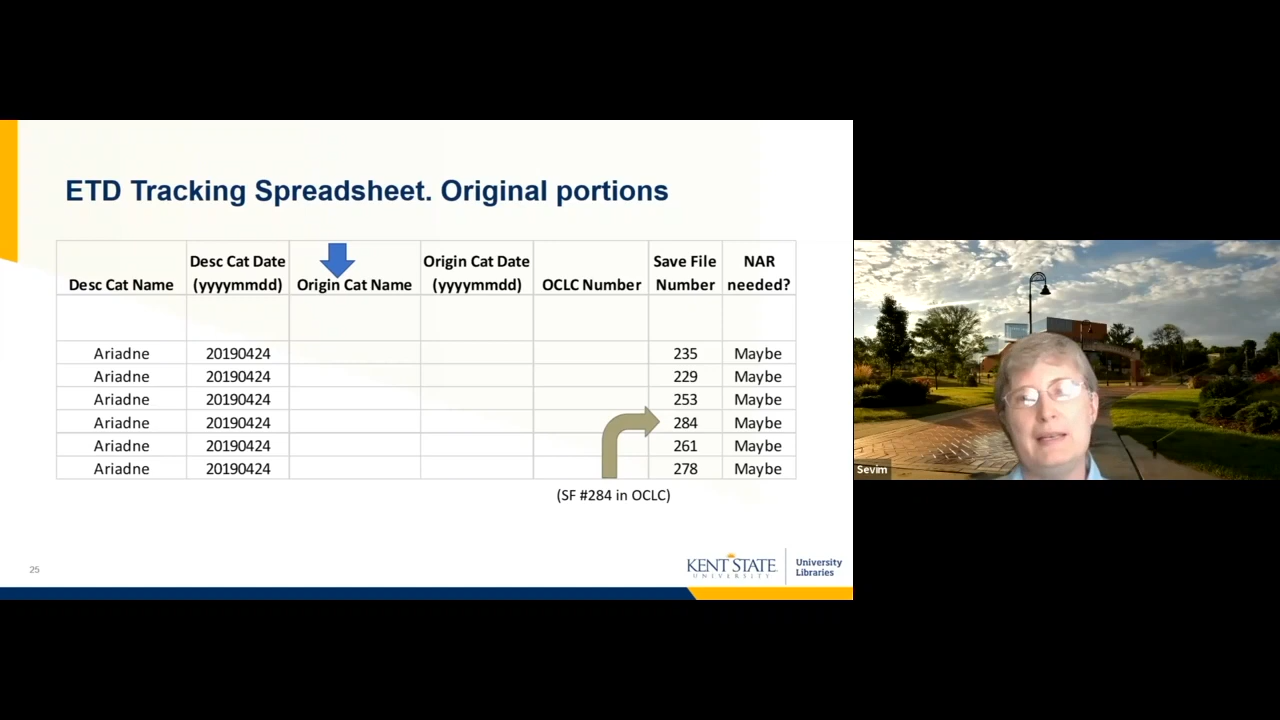 ETD Tracking Spreadsheet. Original portions
Desc Cat Name
Desc Cat Date
(yyyymmdd)
Origin Cat Name
Origin Cat Date
(yyyymmdd)
OCLC Number
Save File
Number
NAR
needed?
Ariadne 20190424 235 Maybe
Ariadne 20190424 229 Maybe
Ariadne 20190424 253 Maybe
Ariadne 20190424 284 Maybe
Ariadne 20190424 261 Maybe
Ariadne 20190424 278 Maybe
(SF #284 in OCLC)
25
KENT STATE
UNIVERSITY
University
Libraries
Sevim